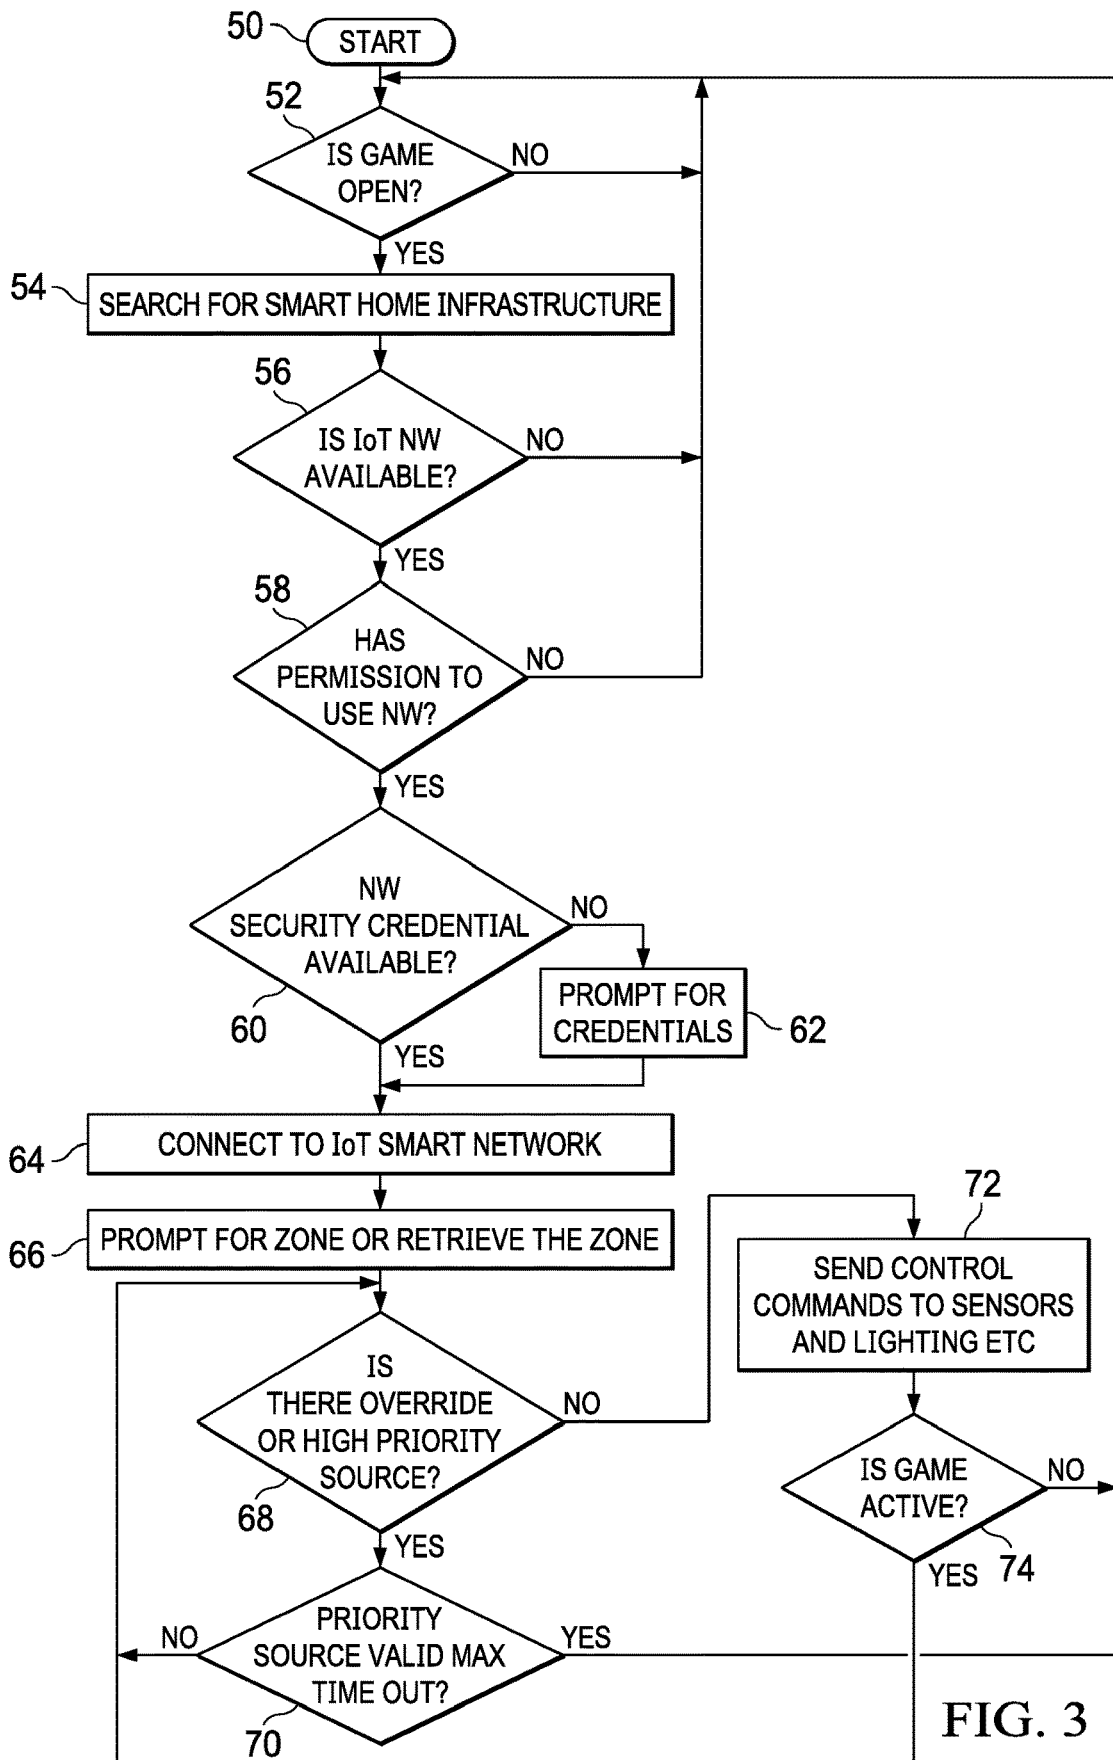 50
START
52
IS GAME
OPEN?
NO
YES
54
SEARCH FOR SMART HOME INFRASTRUCTURE
56
IS IoT NW
AVAILABLE?
NO
YES
58
HAS
PERMISSION TO
USE NW?
NO
YES
NW
SECURITY CREDENTIAL
AVAILABLE?
NO
60
YES
PROMPT FOR
CREDENTIALS
62
64
CONNECT TO IoT SMART NETWORK
66
PROMPT FOR ZONE OR RETRIEVE THE ZONE
72
SEND CONTROL
COMMANDS TO SENSORS
AND LIGHTING ETC
IS
THERE OVERRIDE
OR HIGH PRIORITY
SOURCE?
NO
68
YES
IS GAME
ACTIVE?
NO
74
YES
PRIORITY
SOURCE VALID MAX
TIME OUT?
NO
YES
70
FIG. 3